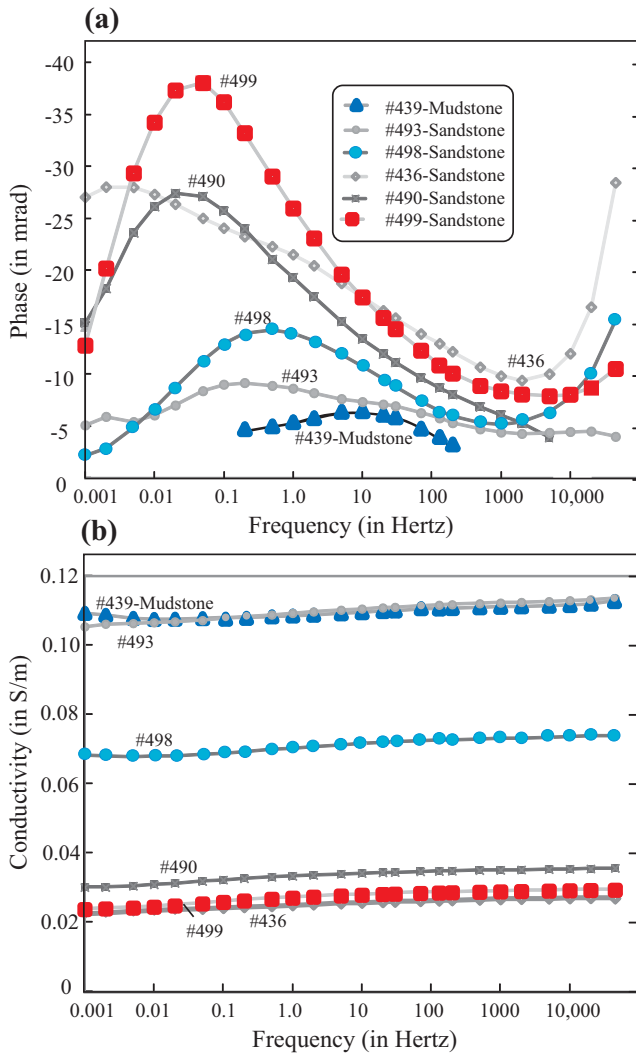 (a)
-40
-35
-30
-25
-20
-15
-10
-5
0
Phase (in mrad)
#499
#490
#498
#493
#436
#439-Mudstone
#439-Mudstone
#493-Sandstone
#498-Sandstone
#436-Sandstone
#490-Sandstone
#499-Sandstone
0.001 0.01 0.1 1.0 10 100 1000 10,000
Frequency (in Hertz)
(b)
0.12
0.10
0.08
0.06
0.04
0.02
0
Conductivity (in S/m)
#439-Mudstone
#493
#498
#490
#436
#499
0.001 0.01 0.1 1.0 10 100 1000 10,000
Frequency (in Hertz)